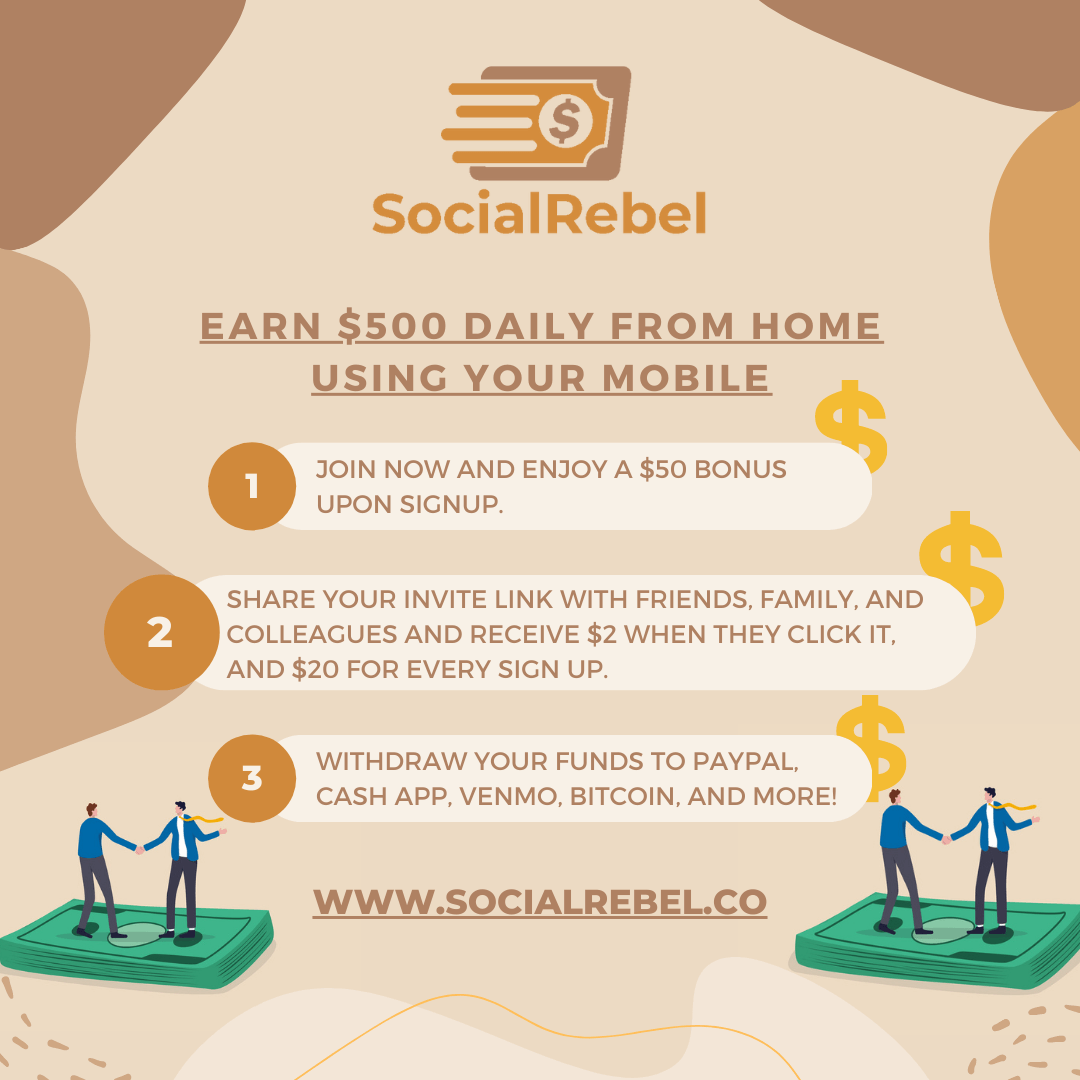 $
SocialRebel
EARN $500 DAILY FROM HOME
USING YOUR MOBILE
$
1
JOIN NOW AND ENJOY A $50 BONUS
UPON SIGNUP.
$
2
SHARE YOUR INVITE LINK WITH FRIENDS, FAMILY, AND
COLLEAGUES AND RECEIVE $2 WHEN THEY CLICK IT,
AND $20 FOR EVERY SIGN UP.
$
3
WITHDRAW YOUR FUNDS TO PAYPAL,
CASH APP, VENMO, BITCOIN, AND MORE!
WWW.SOCIALREBEL.CO